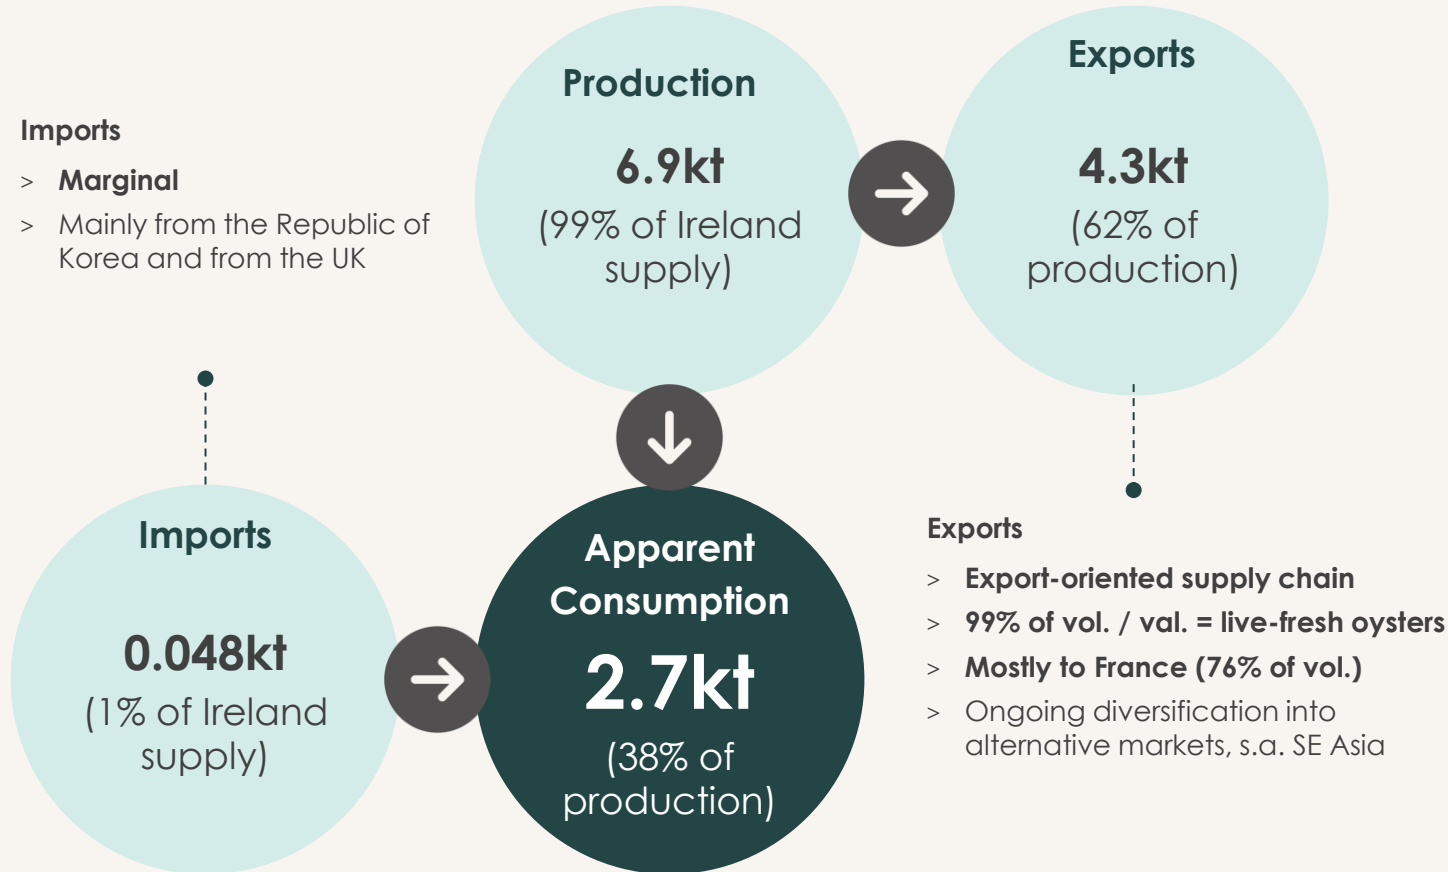 Imports
> Marginal
> Mainly from the Republic of
Korea and from the UK
Production
6.9kt
(99% of Ireland
supply)
Exports
4.3kt
(62% of
production)
Imports
0.048kt
(1% of Ireland
supply)
Apparent
Consumption
2.7kt
(38% of
production)
Exports
> Export-oriented supply chain
> 99% of vol. / val. = live-fresh oysters
> Mostly to France (76% of vol.)
> Ongoing diversification into
alternative markets, s.a. SE Asia